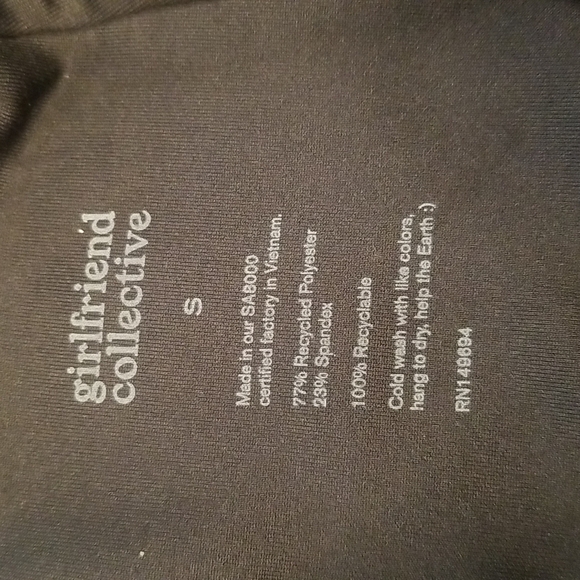 girlfriend
collective
S
Made in our SA8000
certified factory in Vietnam.
77% Recycled Polyester
23% Spandex
100% Recyclable
Cold wash with like colors,
hang to dry, help the Earth :)
RN149694